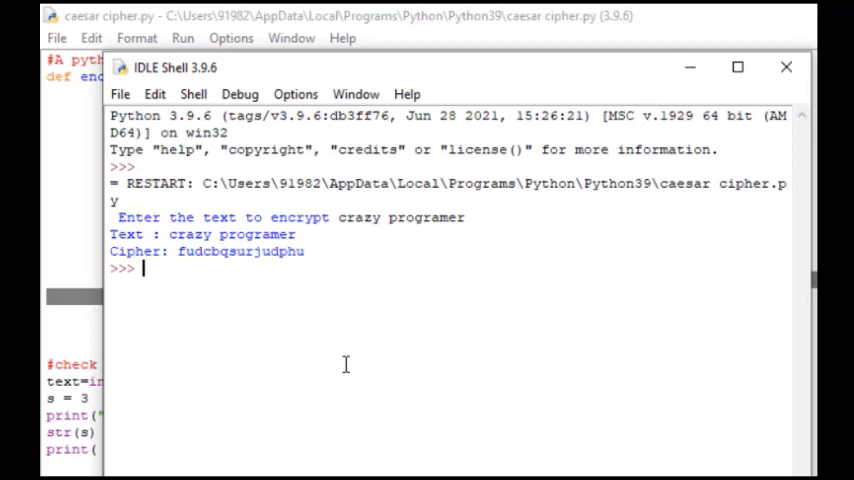 caesar cipher.py - C:\Users\91982\AppData\Local\Programs\Python\Python39\caesar cipher.py (3.9.6)
File Edit Format Run Options Window Help
#A pyth
def enc
IDLE Shell 3.9.6
File Edit Shell Debug Options Window Help
Python 3.9.6 (tags/v3.9.6:db3ff76, Jun 28 2021, 15:26:21) [MSC v.1929 64 bit (AM
D64)] on win32
Type "help", "copyright", "credits" or "license()" for more information.
>>>
= RESTART: C:\Users\91982\AppData\Local\Programs\Python\Python39\caesar cipher.p
y
Enter the text to encrypt crazy programer
Text : crazy programer
Cipher: fudcbqsurjudphu
>>>
#check
text=in
s = 3
print("
str(s)
print(